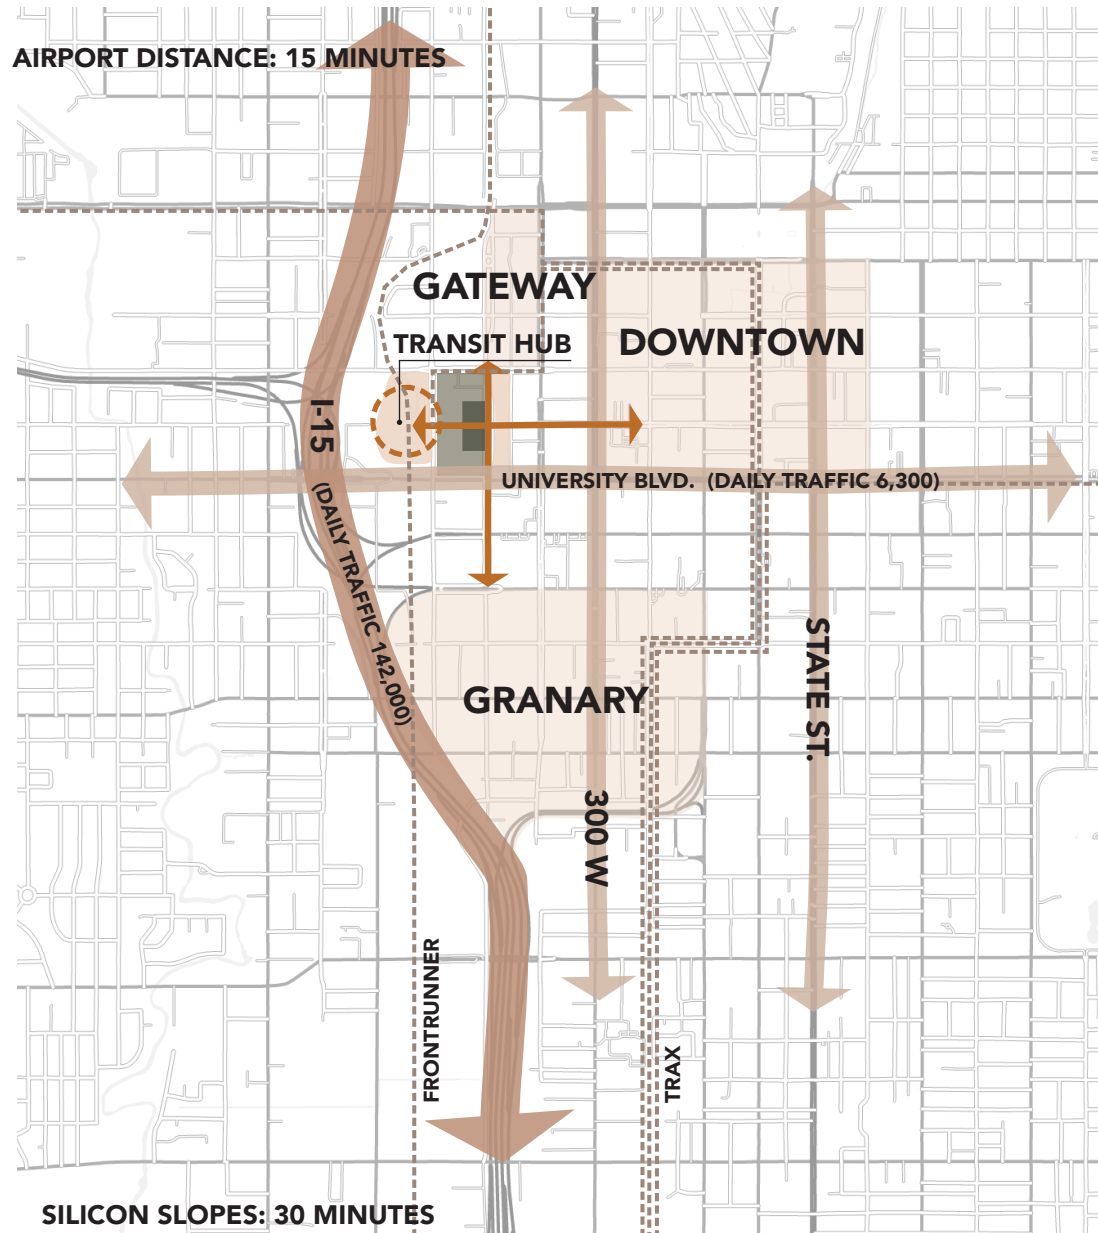 AIRPORT DISTANCE: 15 MINUTES
GATEWAY
DOWNTOWN
TRANSIT HUB
I-15
(DAILY TRAFFIC 142,000)
UNIVERSITY BLVD. (DAILY TRAFFIC 6,300)
GRANARY
STATE ST.
300 W
FRONTRUNNER
TRAX
SILICON SLOPES: 30 MINUTES